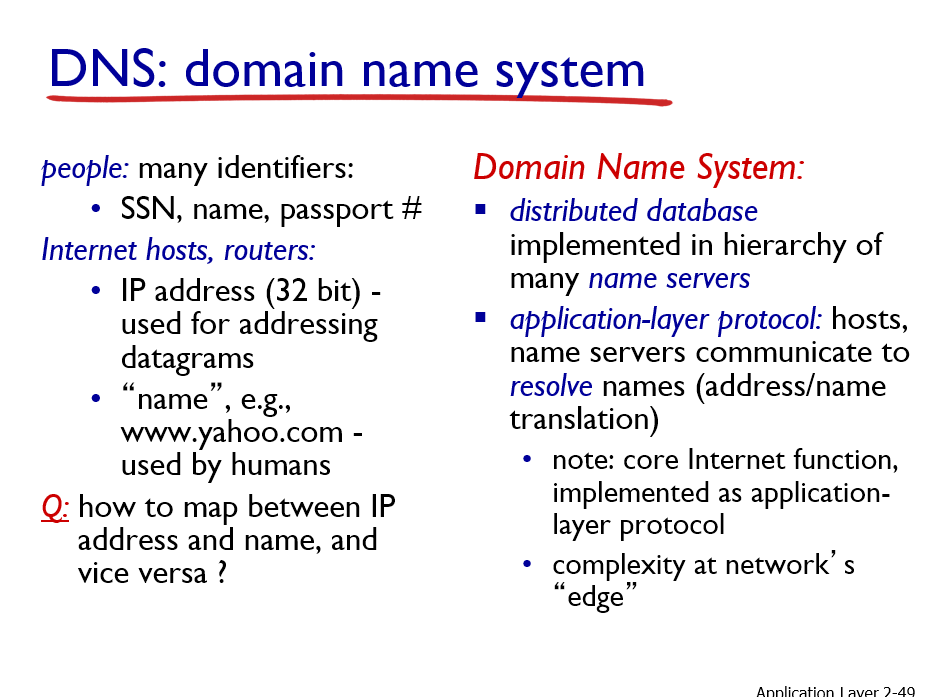 DNS: domain name system
people: many identifiers:
• SSN, name, passport #
Internet hosts, routers:
• IP address (32 bit) -
used for addressing
datagrams
• “name”, e.g.,
www.yahoo.com -
used by humans
Q: how to map between IP
address and name, and
vice versa ?
Domain Name System:
▪ distributed database
implemented in hierarchy of
many name servers
▪ application-layer protocol: hosts,
name servers communicate to
resolve names (address/name
translation)
• note: core Internet function,
implemented as application-
layer protocol
• complexity at network’s
“edge”
Application Layer 2-49